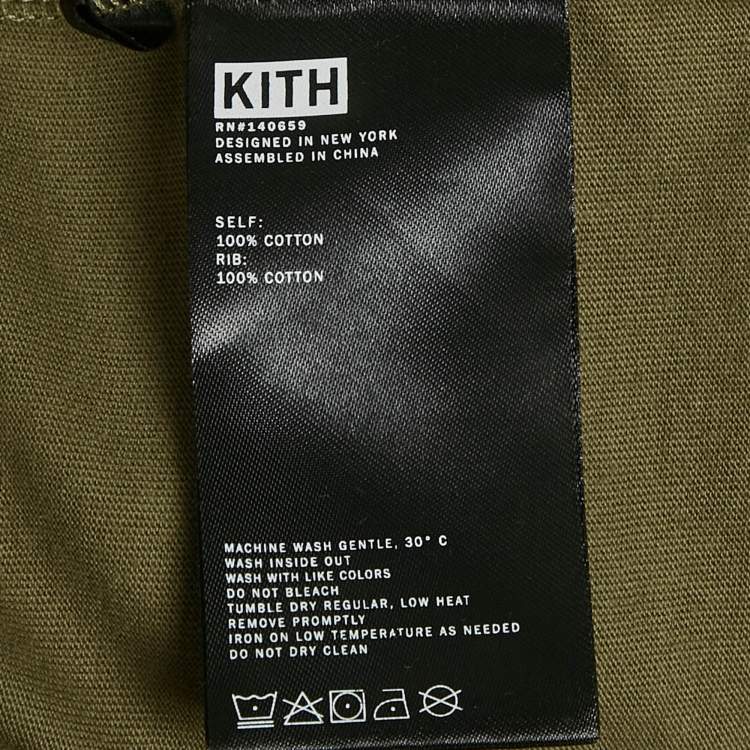 KITH
RN#140659
DESIGNED IN NEW YORK
ASSEMBLED IN CHINA
SELF:
100% COTTON
RIB:
100% COTTON
MACHINE WASH GENTLE, 30° C
WASH INSIDE OUT
WASH WITH LIKE COLORS
DO NOT BLEACH
TUMBLE DRY REGULAR, LOW HEAT
REMOVE PROMPTLY
IRON ON LOW TEMPERATURE AS NEEDED
DO NOT DRY CLEAN